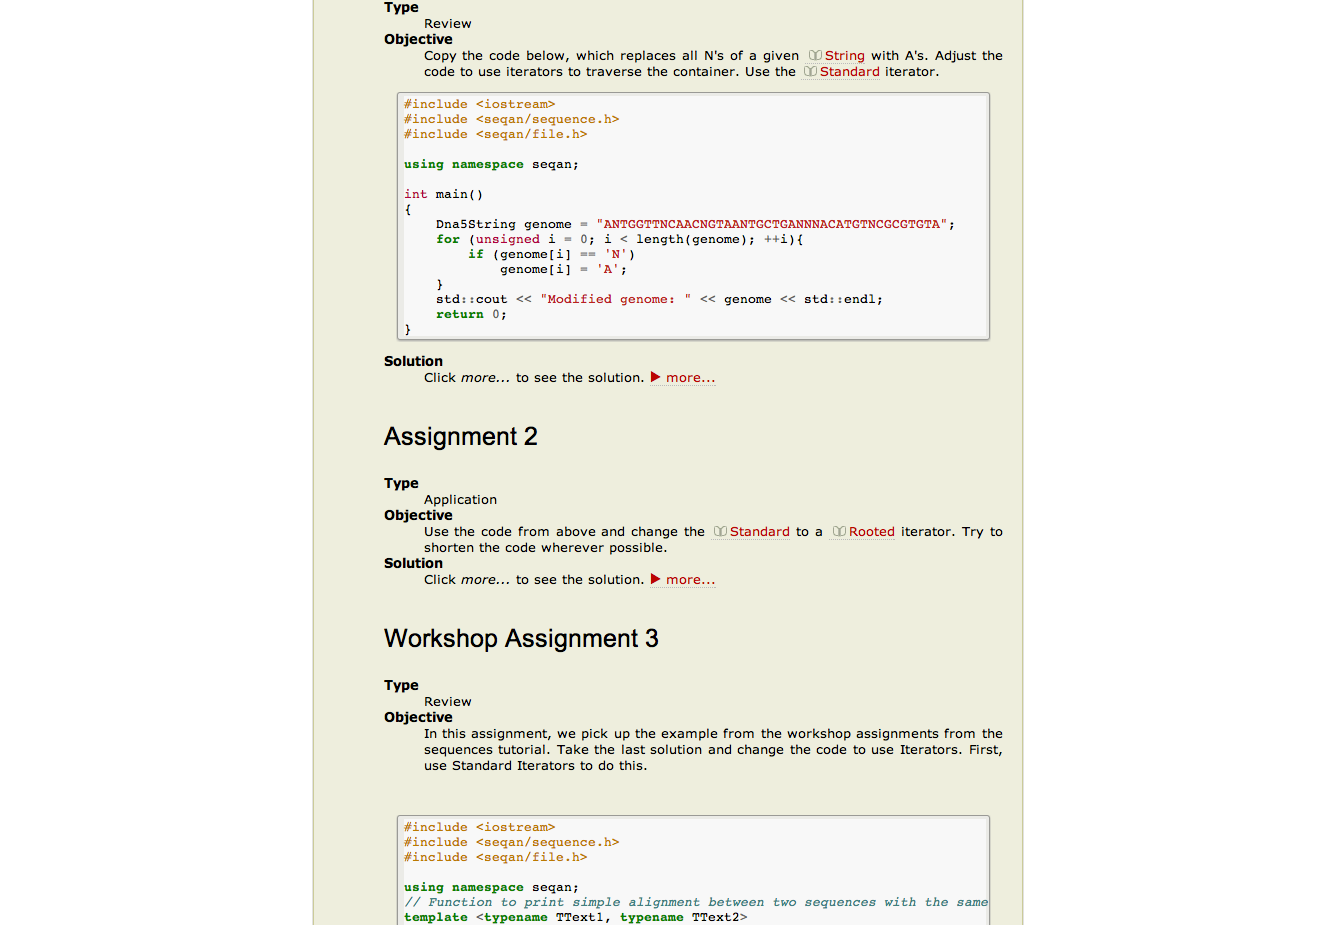 Type
Review
Objective
Copy the code below, which replaces all N's of a given String with A's. Adjust the
code to use iterators to traverse the container. Use the Standard iterator.
#include <iostream>
#include <seqan/sequence.h>
#include <seqan/file.h>
using namespace seqan;
int main()
{
Dna5String genome = "ANTGGTTNCAACNGTAANTGCTGANNNACATGTNCGCGTGTA";
for (unsigned i = 0; i < length(genome); ++i){
if (genome[i] == 'N')
genome[i] = 'A';
}
std::cout << "Modified genome: " << genome << std::endl;
return 0;
}
Solution
Click more... to see the solution. ▶ more...
Assignment 2
Type
Application
Objective
Use the code from above and change the Standard to a Rooted iterator. Try to
shorten the code wherever possible.
Solution
Click more... to see the solution. ▶ more...
Workshop Assignment 3
Type
Review
Objective
In this assignment, we pick up the example from the workshop assignments from the
sequences tutorial. Take the last solution and change the code to use Iterators. First,
use Standard Iterators to do this.
#include <iostream>
#include <seqan/sequence.h>
#include <seqan/file.h>
using namespace seqan;
// Function to print simple alignment between two sequences with the same
template <typename TText1, typename TText2>